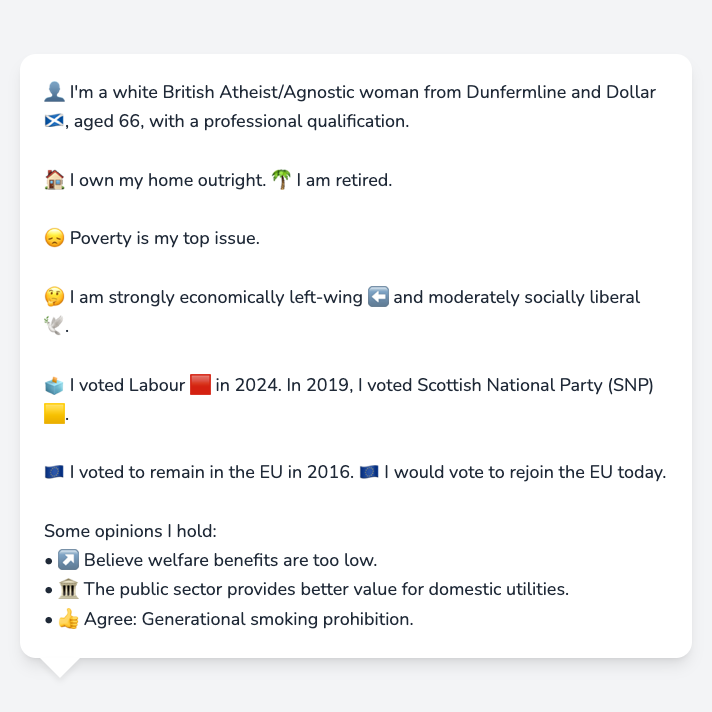 👤 I'm a white British Atheist/Agnostic woman from Dunfermline and Dollar
🏴󠁧󠁢󠁳󠁣󠁴󠁿, aged 66, with a professional qualification.
🏠 I own my home outright. 🌴 I am retired.
😞 Poverty is my top issue.
🤔 I am strongly economically left-wing ⬅️ and moderately socially liberal
🕊️.
🗳️ I voted Labour 🟥 in 2024. In 2019, I voted Scottish National Party (SNP)
🟨.
🇪🇺 I voted to remain in the EU in 2016. 🇪🇺 I would vote to rejoin the EU today.
Some opinions I hold:
• ↗️ Believe welfare benefits are too low.
• 🏛️ The public sector provides better value for domestic utilities.
• 👍 Agree: Generational smoking prohibition.